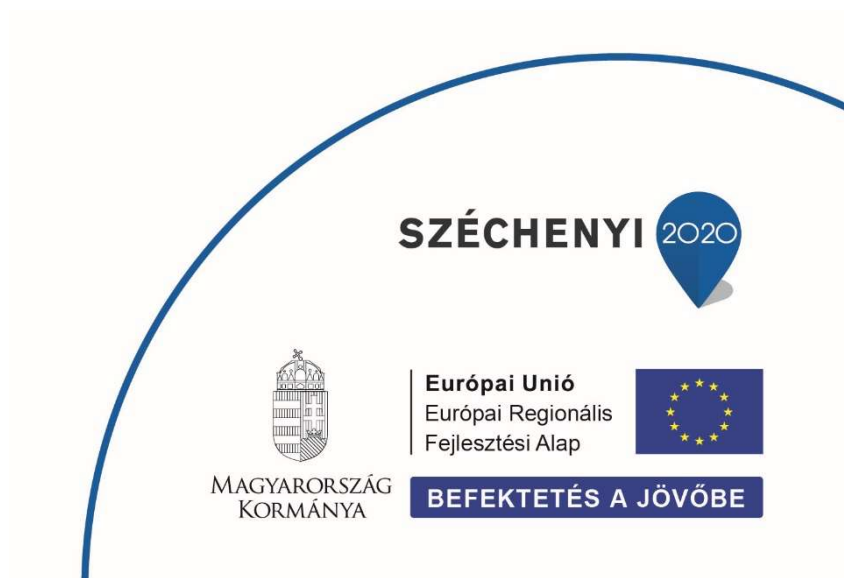 SZÉCHENYI 2020
Európai Unió
Európai Regionális
Fejlesztési Alap
MAGYARORSZÁG
KORMÁNYA
BEFEKTETÉS A JÖVŐBE